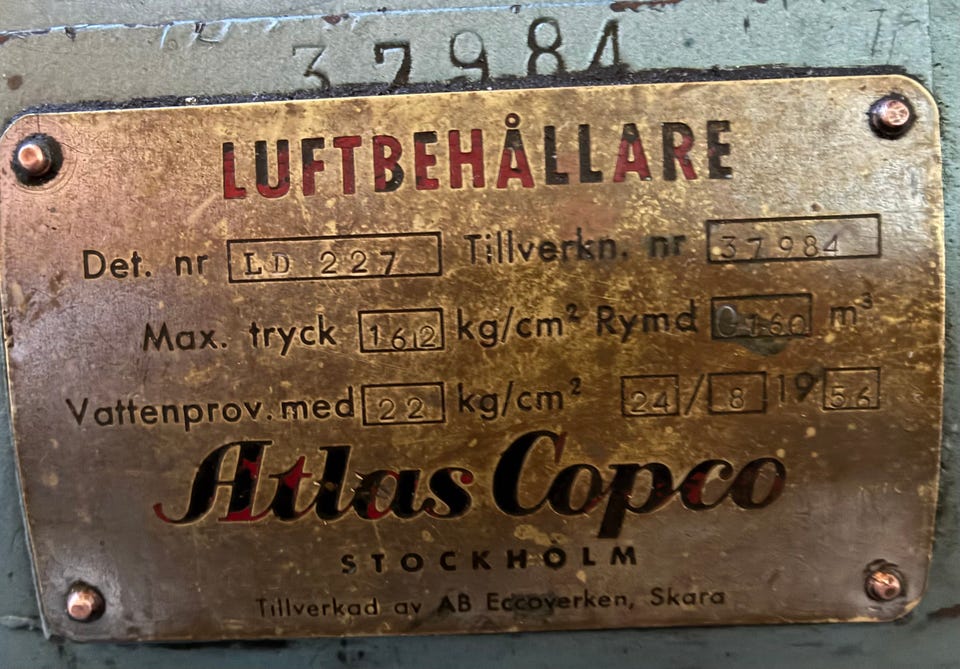 37984
LUFTBEHÅLLARE
Det. nr LD 227 Tillverkn. nr 37984
Max. tryck 16,2 kg/cm² Rymd 0,160 m³
Vattenprov. med 22 kg/cm² 24/8 1956
Atlas Copco
STOCKHOLM
Tillverkad av AB Eccoverken, Skara